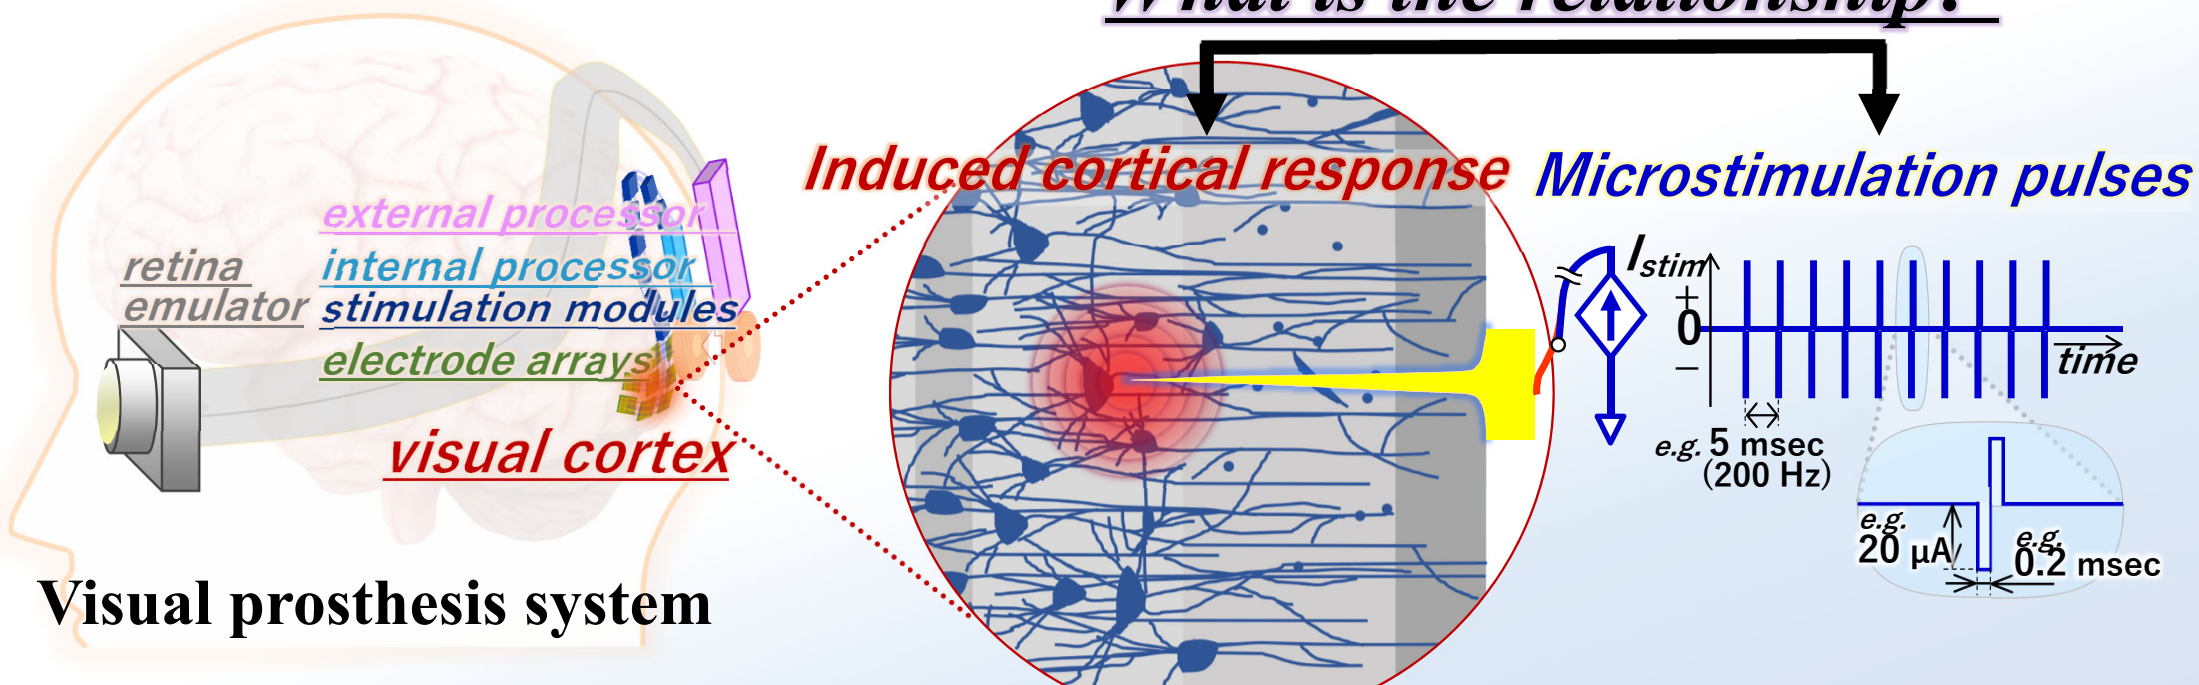 What is the relationship?
Induced cortical response
Microstimulation pulses
external processor
retina
emulator
internal processor
stimulation modules
electrode arrays
visual cortex
Visual prosthesis system
Istim
+
0
−
time
e.g. 5 msec
(200 Hz)
e.g.
20 μA
e.g.
0.2 msec